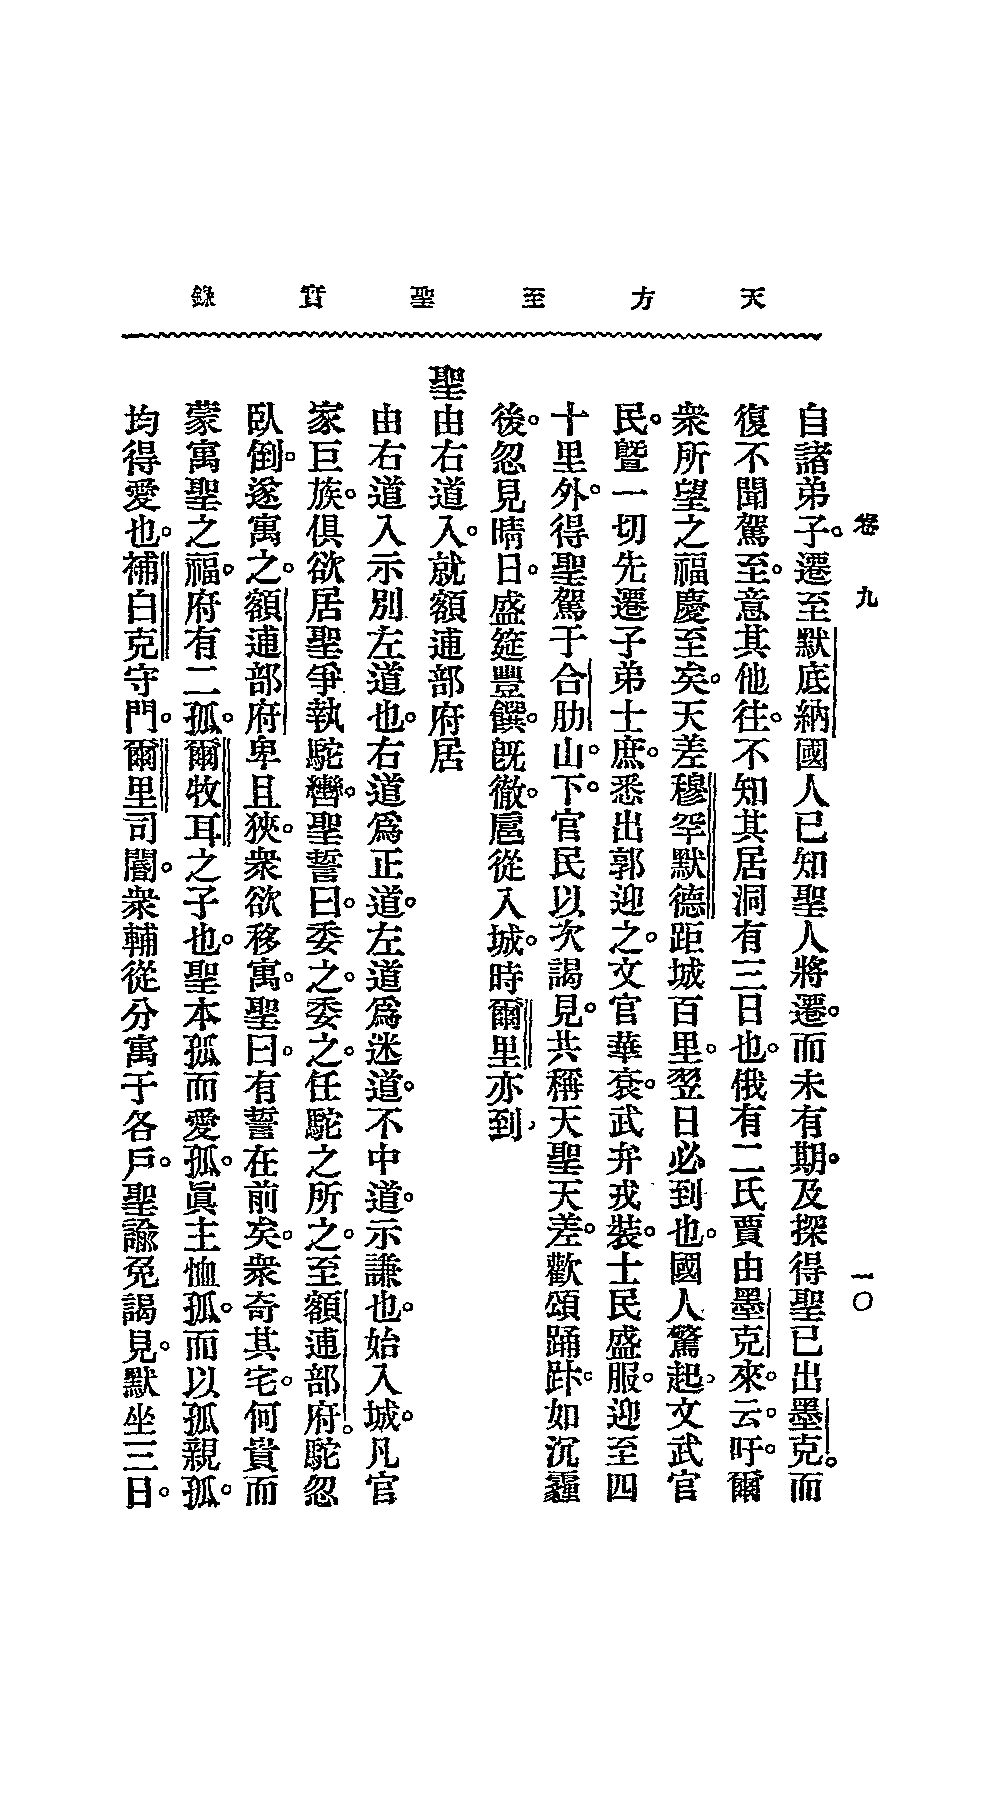 天方至聖實錄
卷九
一〇
自諸弟子。遷至默底納國人已知聖人將遷。而未有期。及探得聖已出墨克。而
復不聞駕至。意其他往。不知其居洞有三日也。俄有二氏賈由墨克來。云。吁。爾
衆所望之福慶至矣。天差穆罕默德距城百里。翌日必到也。國人驚起、文武官
民。曁一切先遷子弟士庶。悉出郭迎之。文官華袞。武弁戎裝。士民盛服。迎至四
十里外。得聖駕于合肋山。下。官民以次謁見。共稱天聖天差。歡頌踊䟛。如沉霾
後。忽見晴日。盛筵豐饌。旣徹。扈從入城。時爾里亦到、
聖由右道入。就額逋部府居
由右道入示別左道也。右道爲正道。左道爲迷道。不中道。示謙也。始入城。凡官
家巨族。俱欲居聖爭執駝轡。聖誓曰。委之。委之。任駝之所之。至額逋部府。駝忽
臥倒。遂寓之。額逋部府卑且狹。衆欲移寓。聖曰。有誓在前矣。衆奇其宅。何貴而
蒙寓聖之福。府有二孤。爾牧耳之子也。聖本孤而愛孤。眞主恤孤。而以孤親孤。
均得愛也。補白克守門。爾里司閽。衆輔從分寓于各戶。聖諭免謁見。默坐三日。